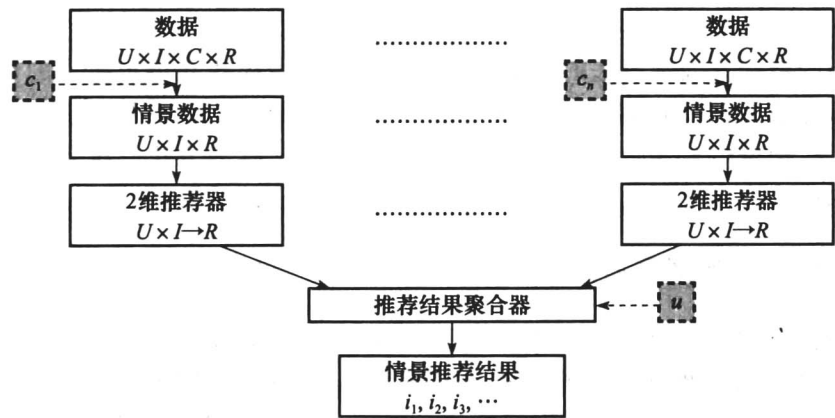 数据
U×I×C×R
数据
U×I×C×R
c₁
cₙ
情景数据
U×I×R
情景数据
U×I×R
2维推荐器
U×I→R
2维推荐器
U×I→R
推荐结果聚合器
u
情景推荐结果
i₁, i₂, i₃, ⋯